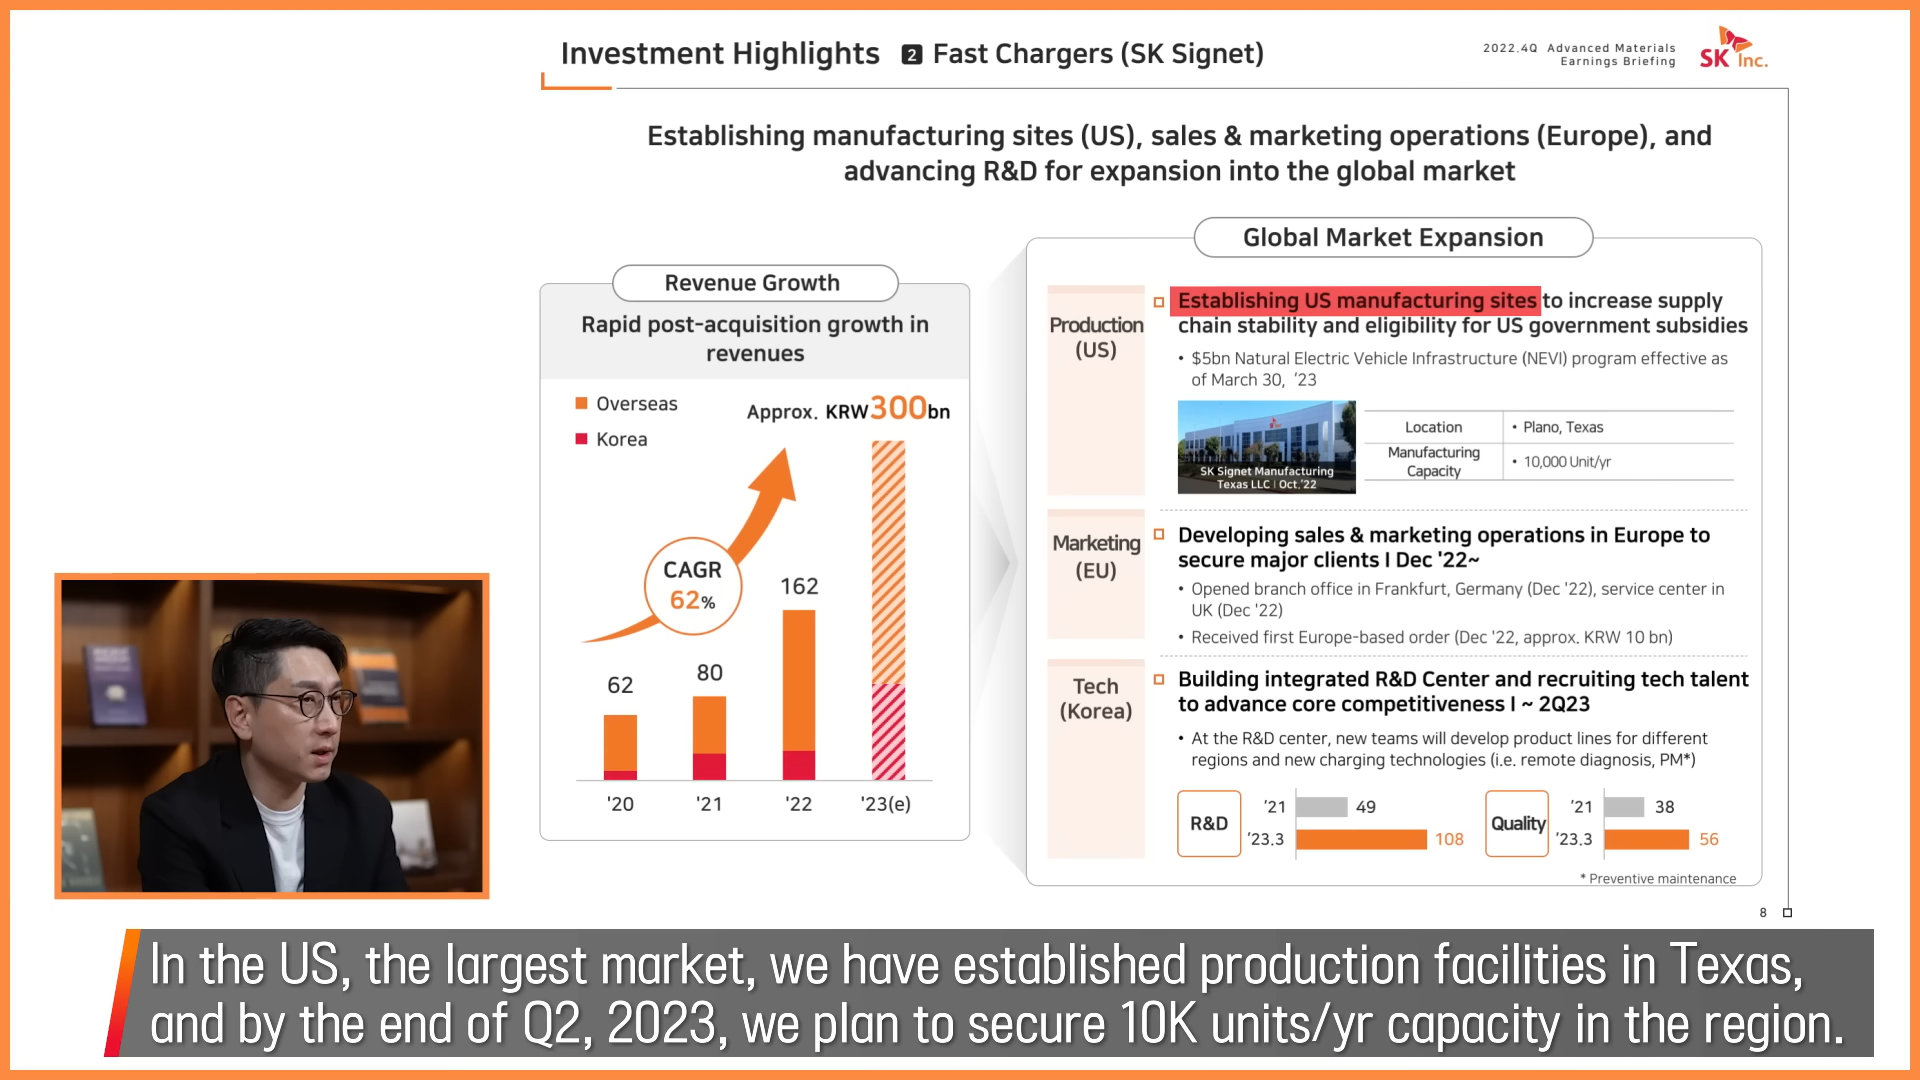 Investment Highlights 2 Fast Chargers (SK Signet)
2022.4Q Advanced Materials
Earnings Briefing
SK Inc.
Establishing manufacturing sites (US), sales & marketing operations (Europe), and
advancing R&D for expansion into the global market
Revenue Growth
Rapid post-acquisition growth in
revenues
Overseas
Korea
Approx. KRW 300bn
CAGR
62%
62
80
162
'20
'21
'22
'23(e)
Global Market Expansion
Production
(US)
Establishing US manufacturing sites to increase supply
chain stability and eligibility for US government subsidies
• $5bn Natural Electric Vehicle Infrastructure (NEVI) program effective as
of March 30, '23
SK Signet Manufacturing
Texas LLC | Oct.'22
Location
• Plano, Texas
Manufacturing
Capacity
• 10,000 Unit/yr
Marketing
(EU)
Developing sales & marketing operations in Europe to
secure major clients I Dec '22~
• Opened branch office in Frankfurt, Germany (Dec '22), service center in
UK (Dec '22)
• Received first Europe-based order (Dec '22, approx. KRW 10 bn)
Tech
(Korea)
Building integrated R&D Center and recruiting tech talent
to advance core competitiveness I ~ 2Q23
• At the R&D center, new teams will develop product lines for different
regions and new charging technologies (i.e. remote diagnosis, PM*)
R&D
'21 49
'23.3 108
Quality
'21 38
'23.3 56
* Preventive maintenance
8
In the US, the largest market, we have established production facilities in Texas,
and by the end of Q2, 2023, we plan to secure 10K units/yr capacity in the region.